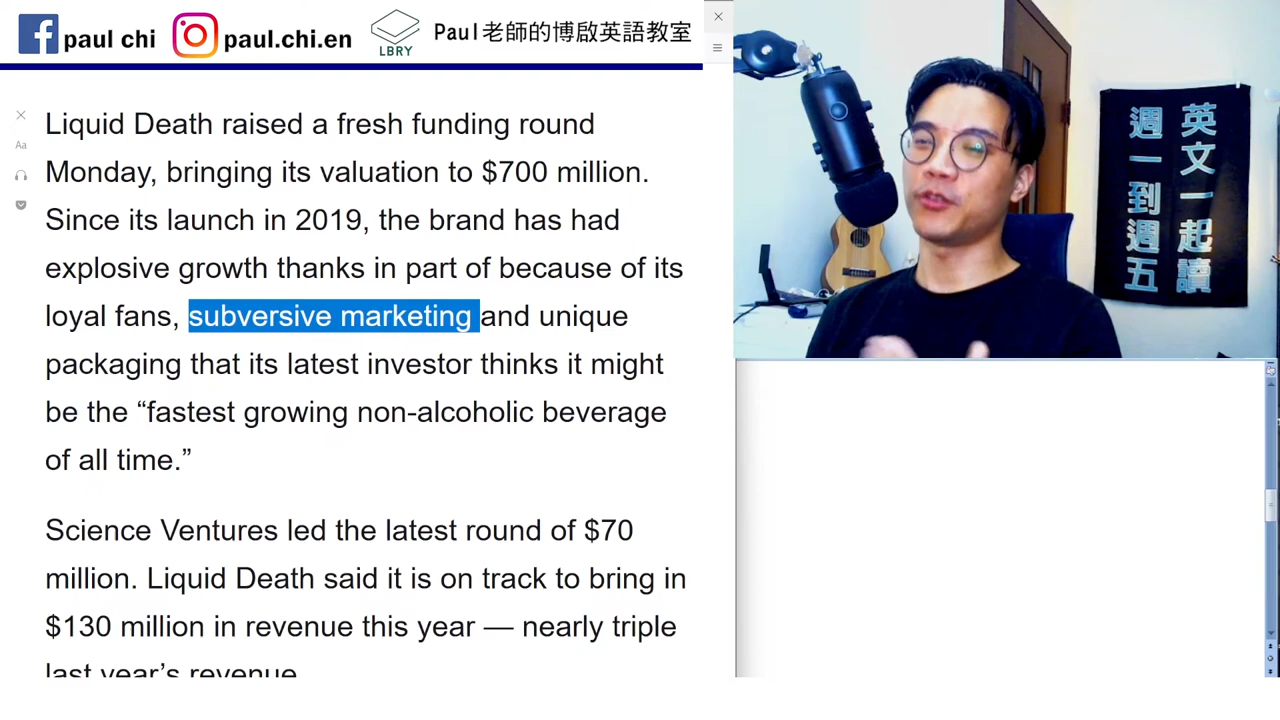 paul chi
paul.chi.en
LBRY
Paul老師的博啟英語教室
Aa
Liquid Death raised a fresh funding round
Monday, bringing its valuation to $700 million.
Since its launch in 2019, the brand has had
explosive growth thanks in part of because of its
loyal fans, subversive marketing and unique
packaging that its latest investor thinks it might
be the “fastest growing non-alcoholic beverage
of all time.”
Science Ventures led the latest round of $70
million. Liquid Death said it is on track to bring in
$130 million in revenue this year — nearly triple
last year’s revenue.
英文一起讀
週一到週五